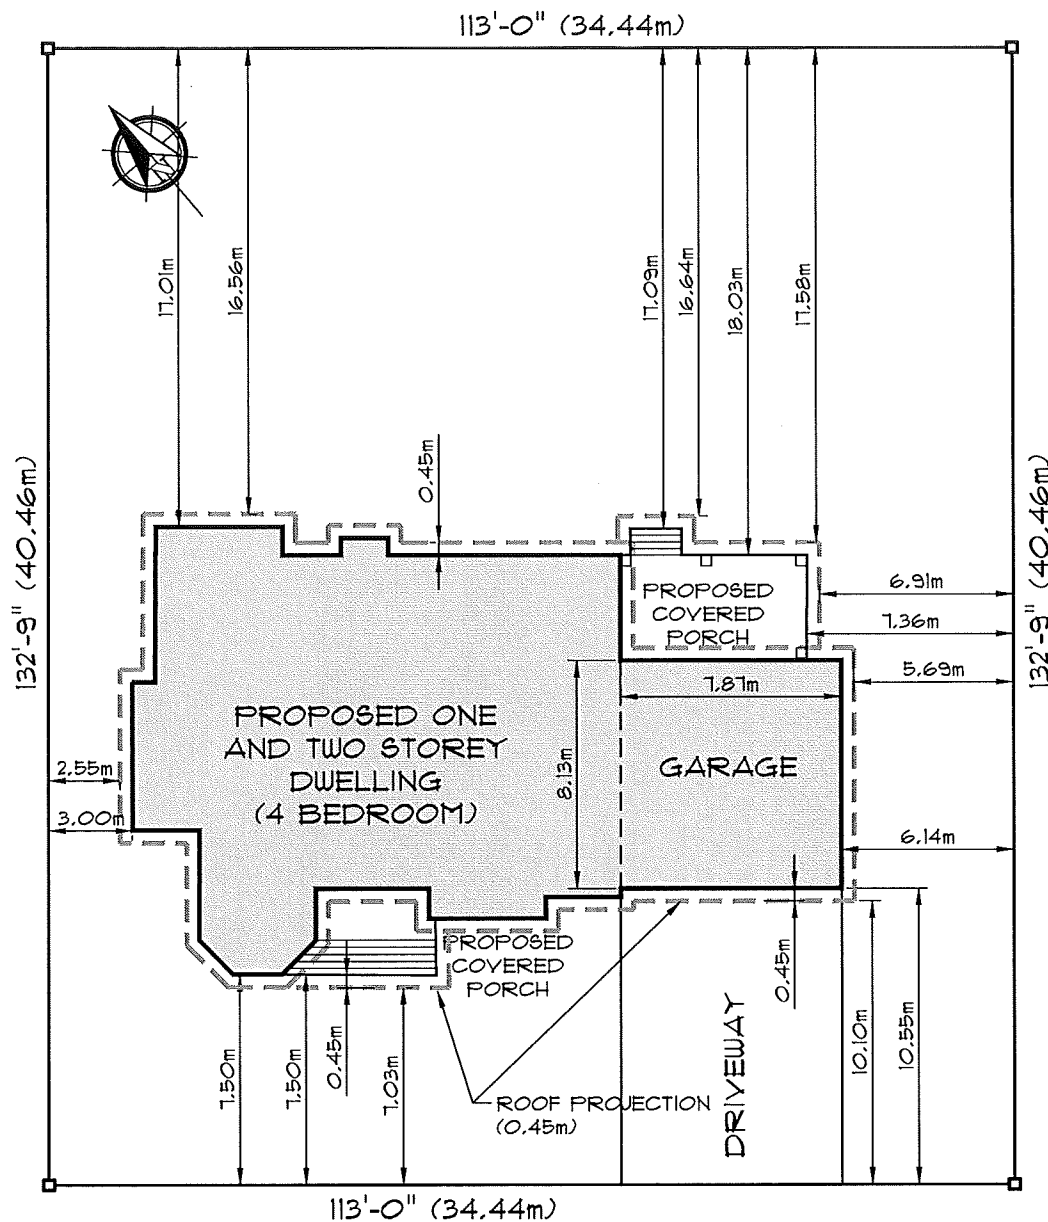 113'-0" (34.44m)
17.01m
16.56m
17.09m
16.64m
18.03m
17.58m
0.45m
132'-9" (40.46m)
132'-9" (40.46m)
PROPOSED
COVERED
PORCH
6.91m
7.36m
5.69m
7.87m
PROPOSED ONE
AND TWO STOREY
DWELLING
(4 BEDROOM)
8.13m
GARAGE
2.55m
3.00m
6.14m
PROPOSED
COVERED
PORCH
0.45m
7.50m
7.50m
0.45m
7.03m
DRIVEWAY
10.10m
10.55m
ROOF PROJECTION
(0.45m)
113'-0" (34.44m)